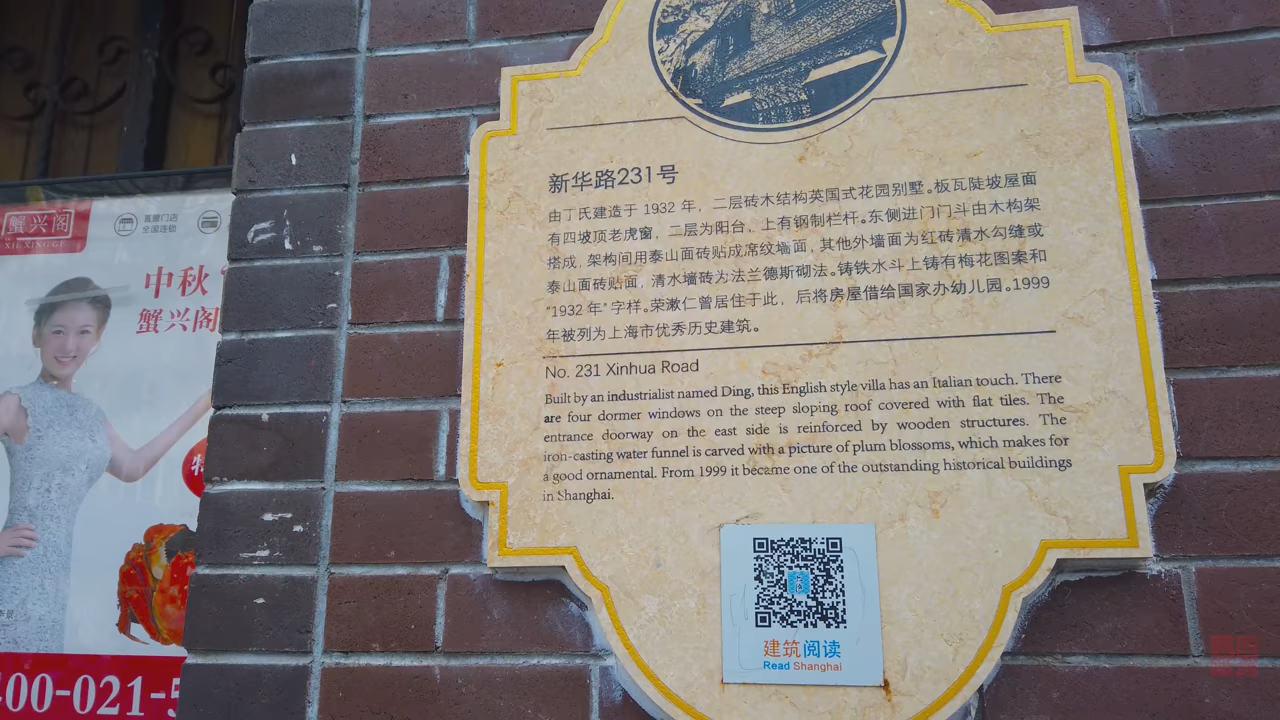 蟹兴阁
XIE XING GE
直营门店
全国连锁
中秋
蟹兴阁
特
400-021-5
新华路231号
由丁氏建造于 1932 年，二层砖木结构英国式花园别墅。板瓦陡坡屋面
有四坡顶老虎窗，二层为阳台，上有钢制栏杆。东侧进门门斗由木构架
搭成，架构间用泰山面砖贴成席纹墙面，其他外墙面为红砖清水勾缝或
泰山面砖贴面，清水墙砖为法兰德斯砌法。铸铁水斗上铸有梅花图案和
“1932 年”字样。荣漱仁曾居住于此，后将房屋借给国家办幼儿园。1999
年被列为上海市优秀历史建筑。
No. 231 Xinhua Road
Built by an industrialist named Ding, this English style villa has an Italian touch. There
are four dormer windows on the steep sloping roof covered with flat tiles. The
entrance doorway on the east side is reinforced by wooden structures. The
iron-casting water funnel is carved with a picture of plum blossoms, which makes for
a good ornamental. From 1999 it became one of the outstanding historical buildings
in Shanghai.
建筑阅读
Read Shanghai